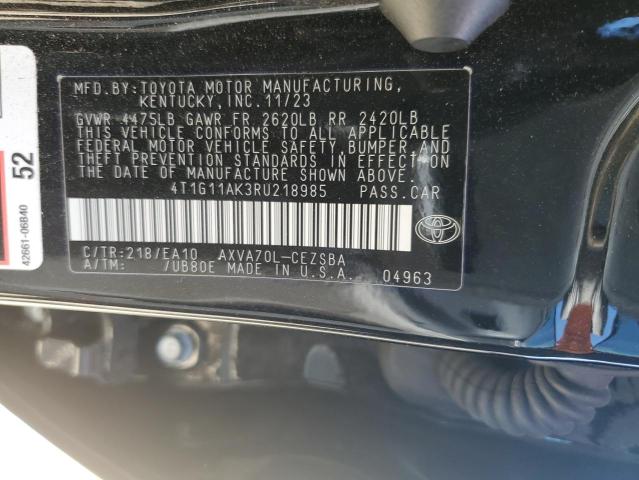 MFD.BY:TOYOTA MOTOR MANUFACTURING,
KENTUCKY, INC. 11/23
GVWR 4475LB GAWR FR 2620LB RR 2420LB
THIS VEHICLE CONFORMS TO ALL APPLICABLE
FEDERAL MOTOR VEHICLE SAFETY, BUMPER, AND
THEFT PREVENTION STANDARDS IN EFFECT ON
THE DATE OF MANUFACTURE SHOWN ABOVE.
4T1G11AK3RU218985 PASS.CAR
C/TR:218/EA10 AXVA70L-CEZSBA
A/TM: /UB80E MADE IN U.S.A. 04963
52
42661-06B40